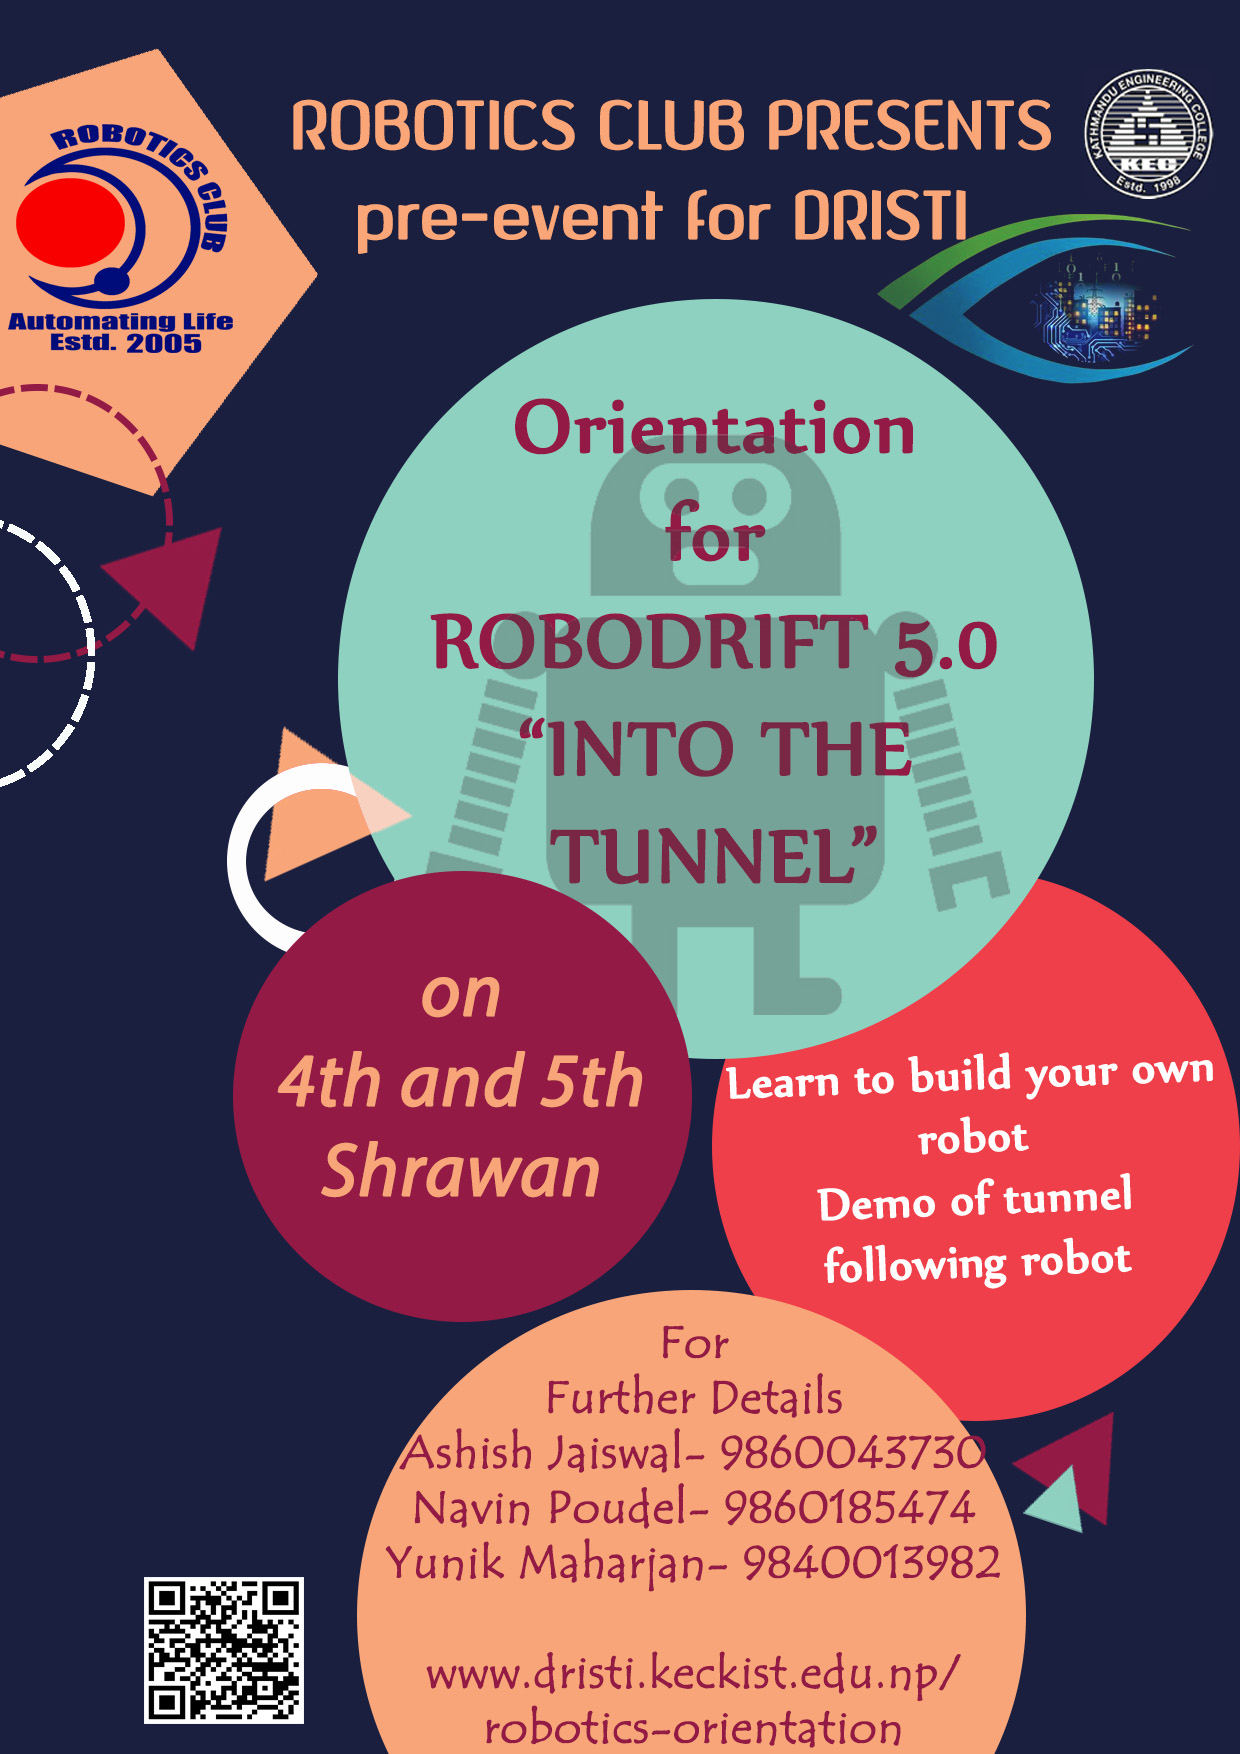 ROBOTICS CLUB PRESENTS
pre-event for DRISTI
ROBOTICS CLUB
Automating Life
Estd. 2005
KATHMANDU ENGINEERING COLLEGE
KEC
Estd. 1998
Orientation
for
ROBODRIFT 5.0
“INTO THE
TUNNEL”
on
4th and 5th
Shrawan
Learn to build your own
robot
Demo of tunnel
following robot
For
Further Details
Ashish Jaiswal- 9860043730
Navin Poudel- 9860185474
Yunik Maharjan- 9840013982
www.dristi.keckist.edu.np/
robotics-orientation